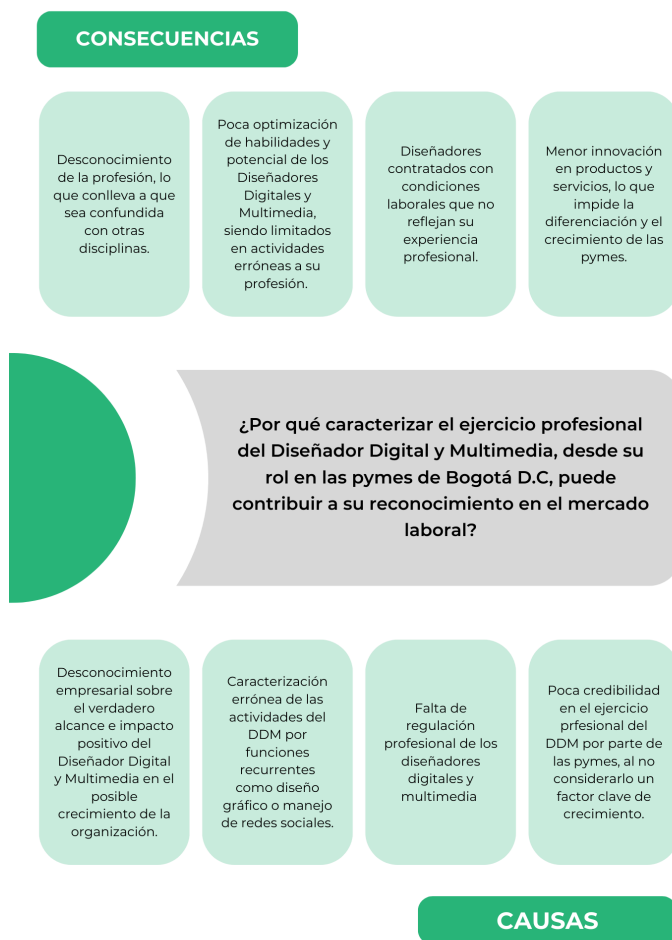 CONSECUENCIAS
Desconocimiento
de la profesión, lo
que conlleva a que
sea confundida
con otras
disciplinas.
Poca optimización
de habilidades y
potencial de los
Diseñadores
Digitales y
Multimedia,
siendo limitados
en actividades
erróneas a su
profesión.
Diseñadores
contratados con
condiciones
laborales que no
reflejan su
experiencia
profesional.
Menor innovación
en productos y
servicios, lo que
impide la
diferenciación y el
crecimiento de las
pymes.
¿Por qué caracterizar el ejercicio profesional
del Diseñador Digital y Multimedia, desde su
rol en las pymes de Bogotá D.C, puede
contribuir a su reconocimiento en el mercado
laboral?
Desconocimiento
empresarial sobre
el verdadero
alcance e impacto
positivo del
Diseñador Digital
y Multimedia en el
posible
crecimiento de la
organización.
Caracterización
errónea de las
actividades del
DDM por
funciones
recurrentes
como diseño
gráfico o manejo
de redes sociales.
Falta de
regulación
profesional de los
diseñadores
digitales y
multimedia
Poca credibilidad
en el ejercicio
prfesional del
DDM por parte de
las pymes, al no
considerarlo un
factor clave de
crecimiento.
CAUSAS